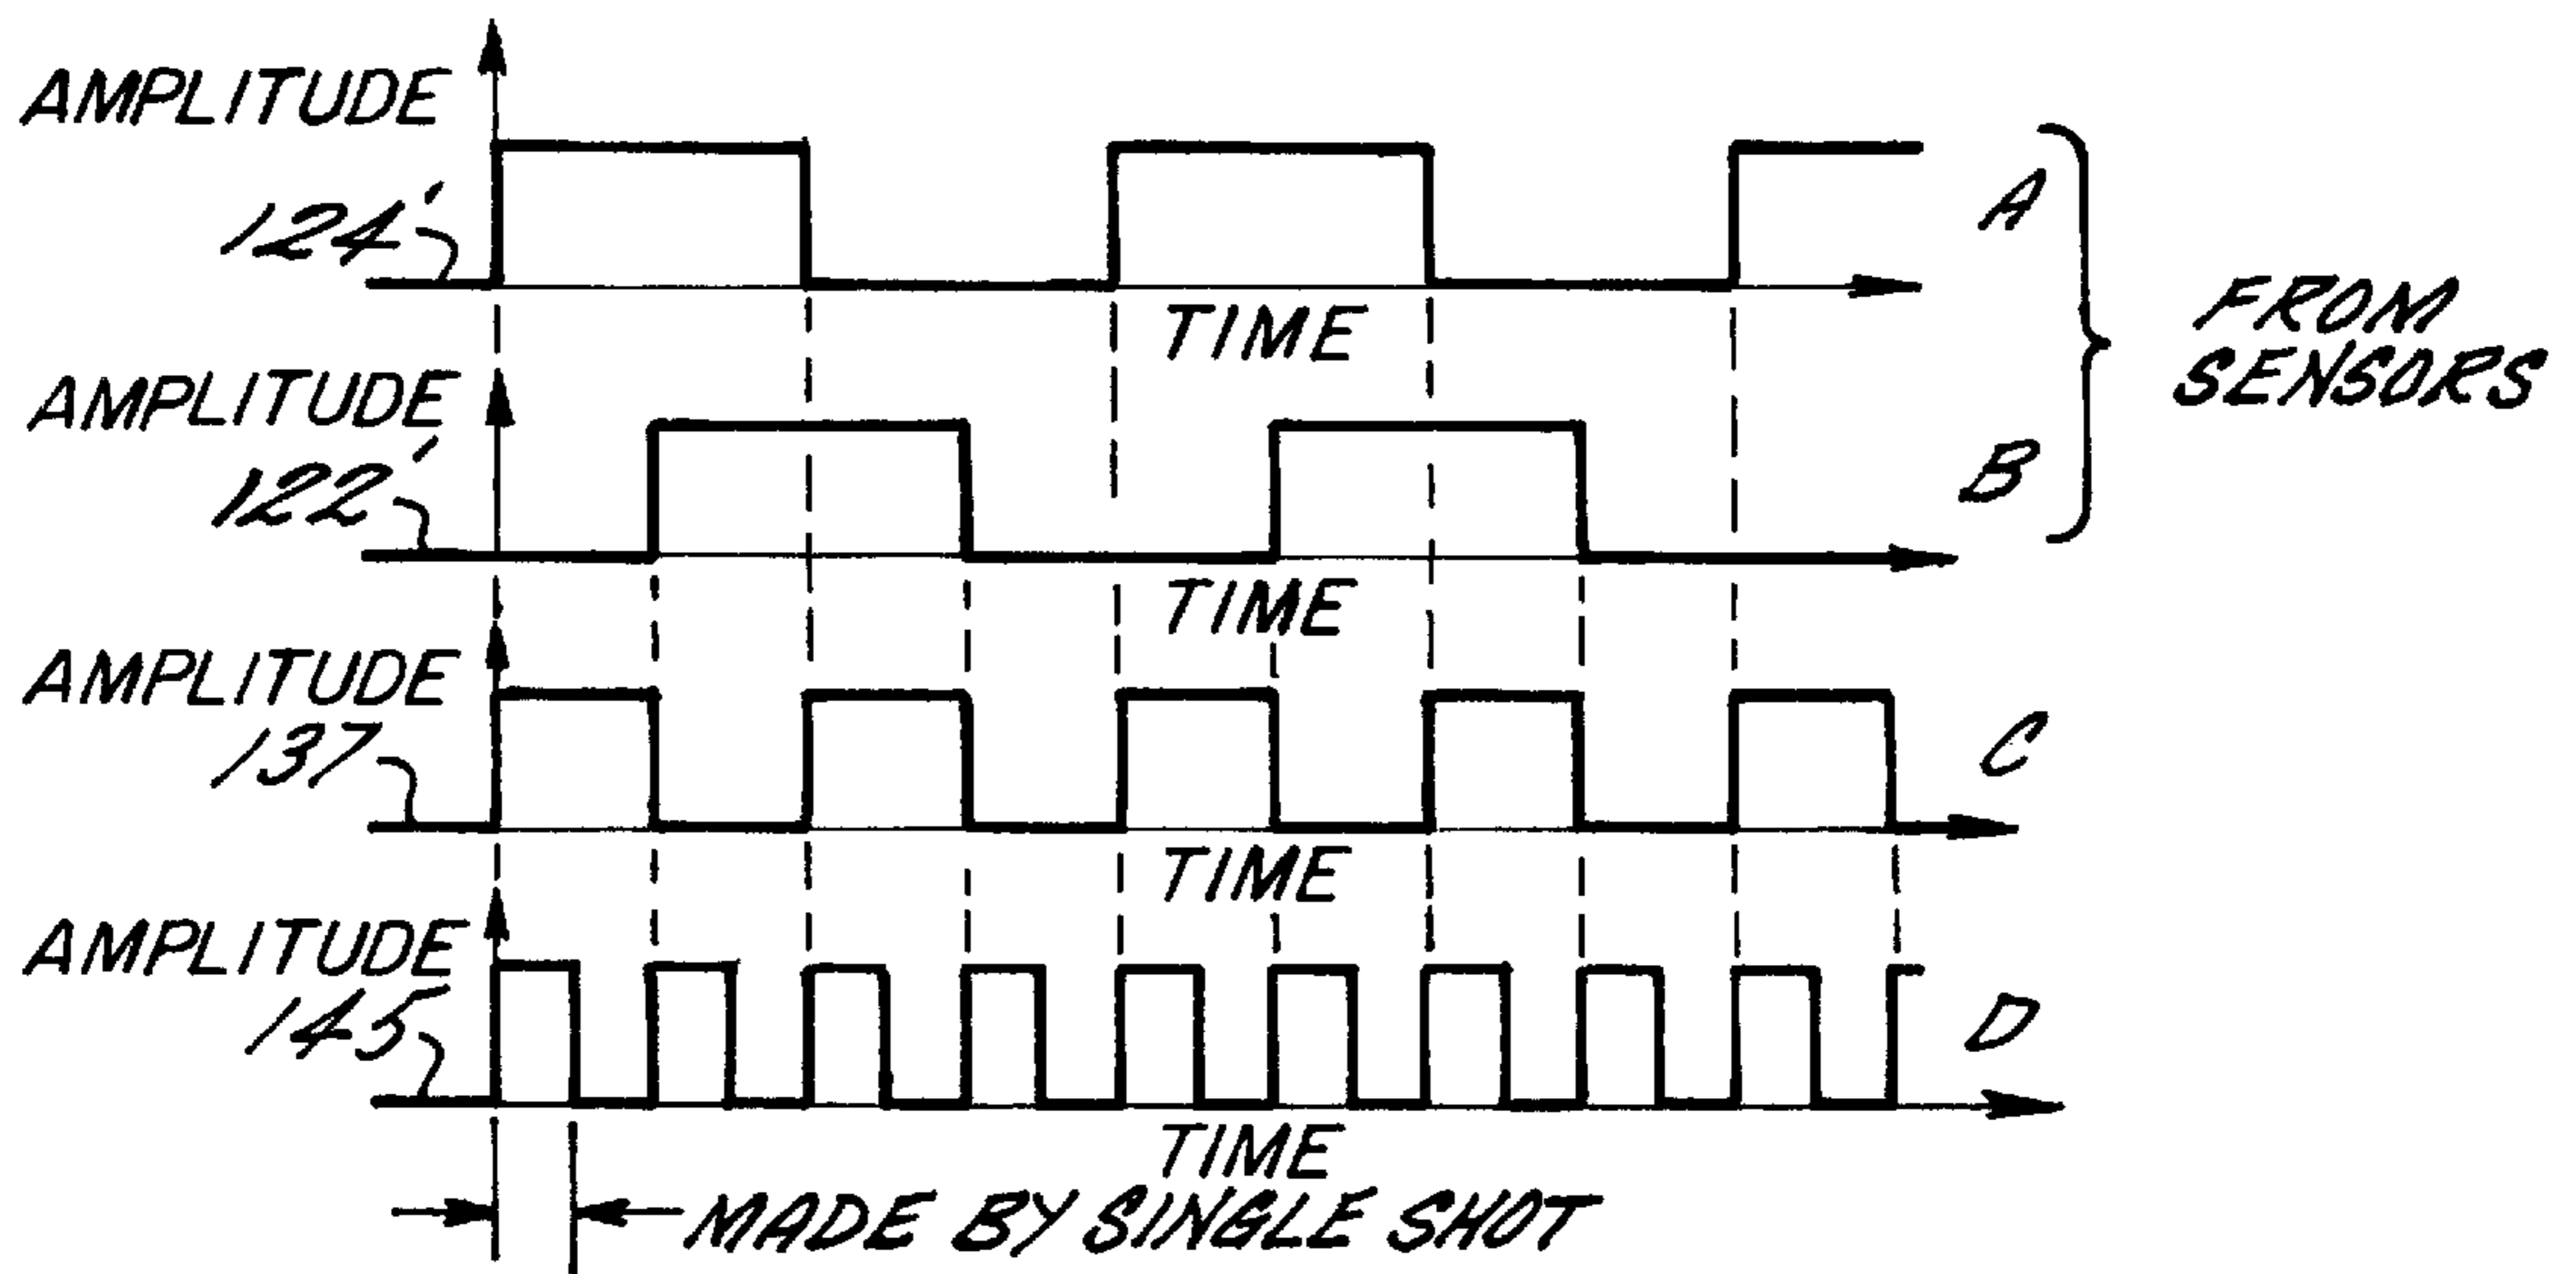 AMPLITUDE
124'
TIME
A
AMPLITUDE
122'
TIME
B
FROM
SENSORS
AMPLITUDE
137
TIME
C
AMPLITUDE
145
TIME
D
MADE BY SINGLE SHOT